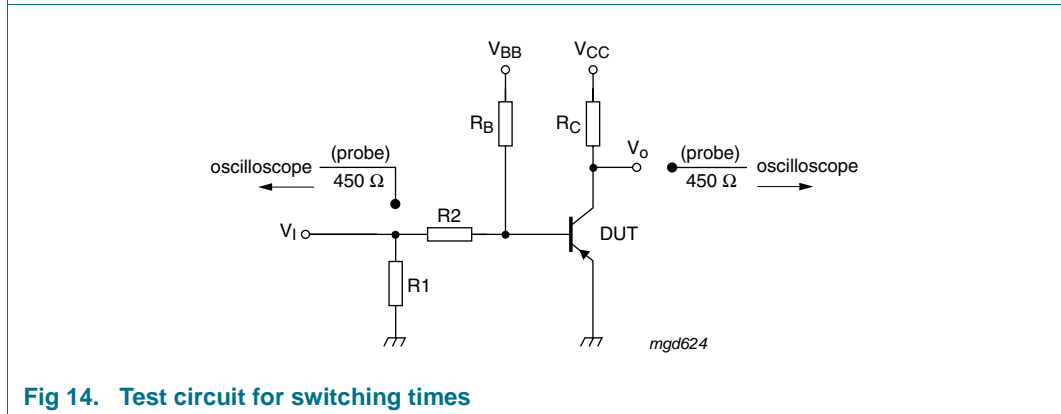 V_BB
V_CC
R_B
R_C
V_o
oscilloscope
(probe)
450 Ω
(probe)
450 Ω
oscilloscope
V_I
R2
DUT
R1
mgd624
Fig 14. Test circuit for switching times